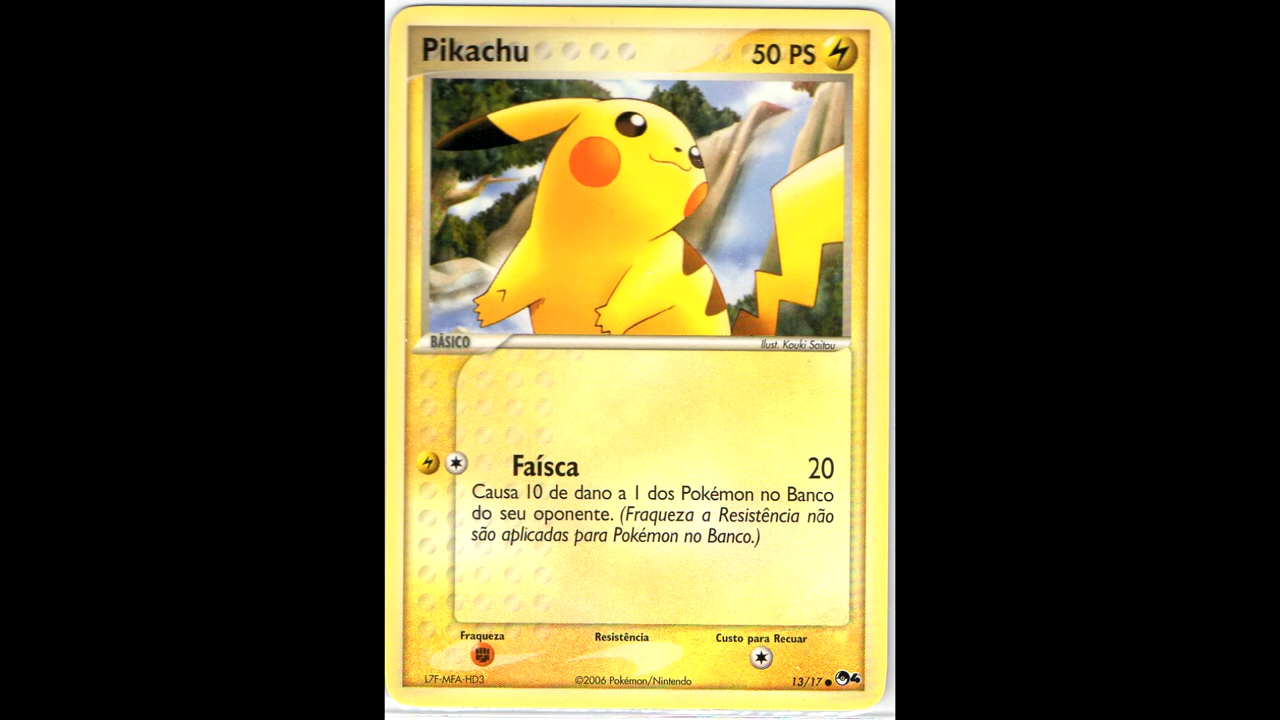 Pikachu
50 PS
BÁSICO
Ilust. Kouki Saitou
Faísca 20
Causa 10 de dano a 1 dos Pokémon no Banco
do seu oponente. (Fraqueza a Resistência não
são aplicadas para Pokémon no Banco.)
Fraqueza Resistência Custo para Recuar
L7F-MFA-HD3 ©2006 Pokémon/Nintendo 13/17 4